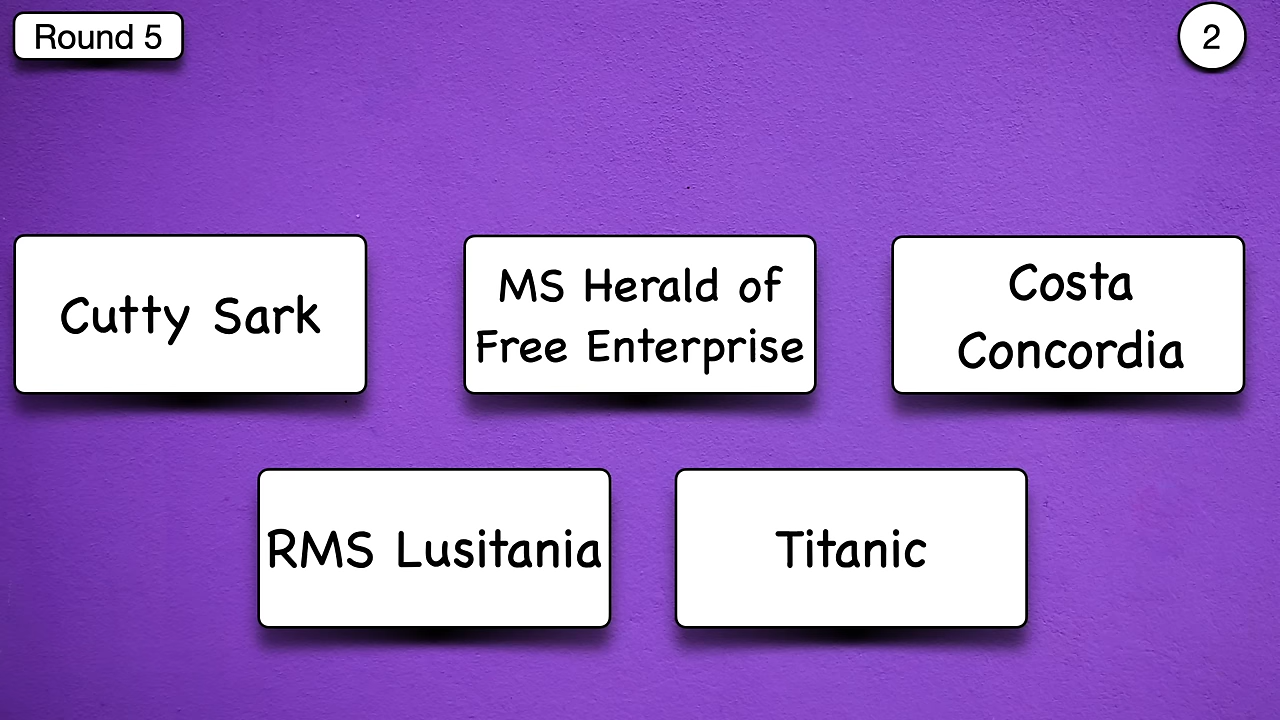 Round 5
2
Cutty Sark
MS Herald of
Free Enterprise
Costa
Concordia
RMS Lusitania
Titanic